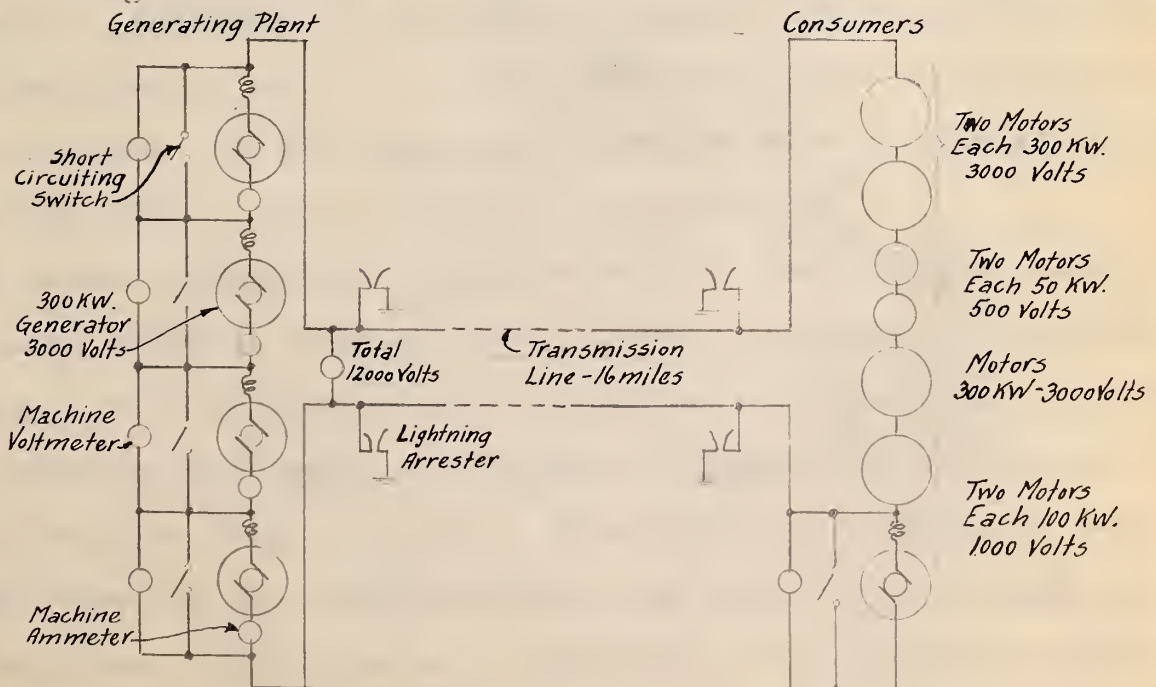 Generating Plant
Consumers
Short
Circuiting
Switch
300 KW.
Generator
3000 Volts
Machine
Voltmeter
Machine
Ammeter
Total
12000 Volts
Transmission
Line - 16 miles
Lightning
Arrester
Two Motors
Each 300 KW.
3000 Volts
Two Motors
Each 50 KW.
500 Volts
Motors
300 KW - 3000 Volts
Two Motors
Each 100 KW.
1000 Volts